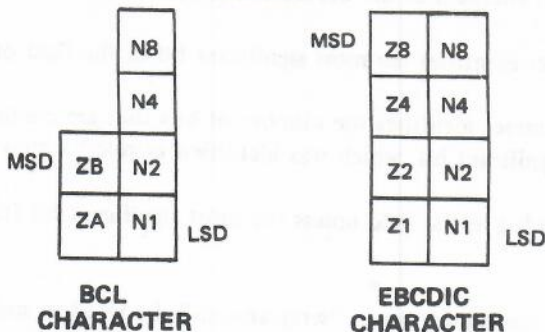 N8
N4
MSD ZB N2
ZA N1 LSD
BCL
CHARACTER
MSD Z8 N8
Z4 N4
Z2 N2
Z1 N1 LSD
EBCDIC
CHARACTER